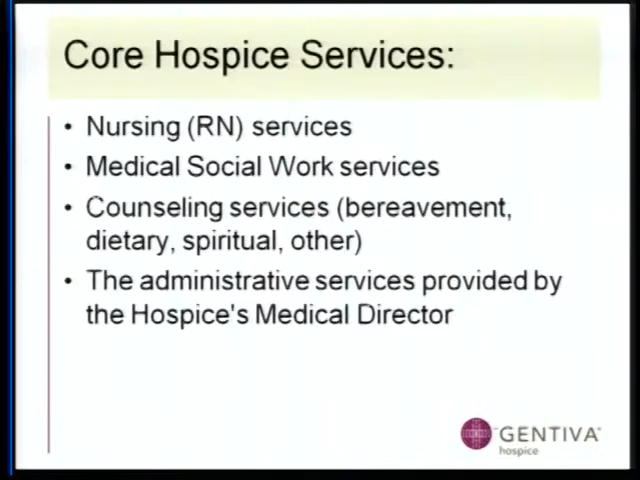 Core Hospice Services:
• Nursing (RN) services
• Medical Social Work services
• Counseling services (bereavement,
dietary, spiritual, other)
• The administrative services provided by
the Hospice's Medical Director
GENTIVA
hospice